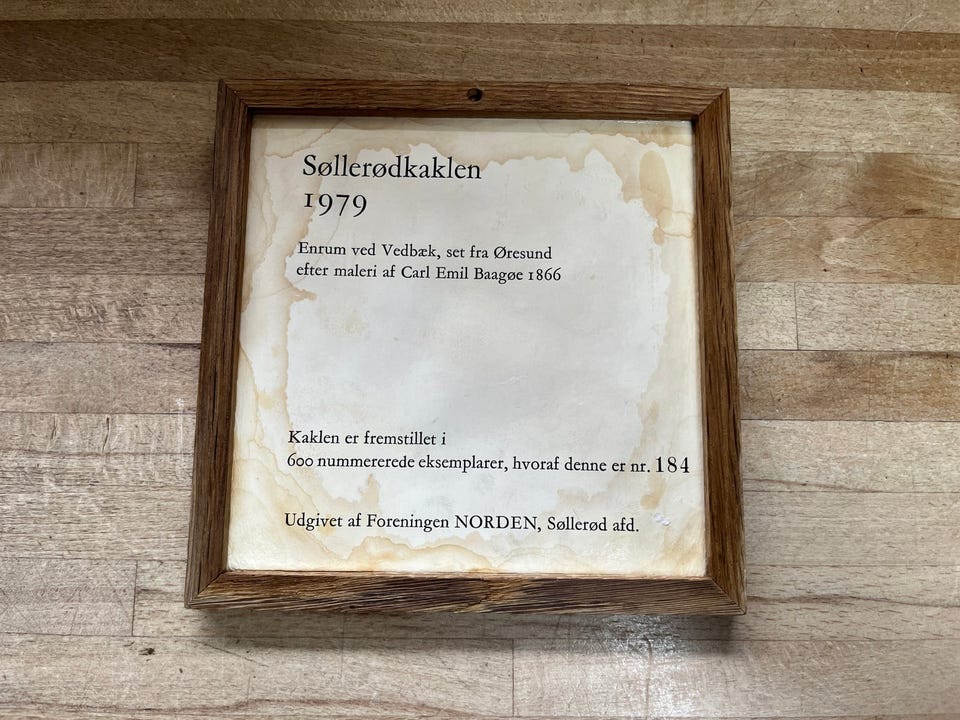 Søllerødkaklen
1979
Enrum ved Vedbæk, set fra Øresund
efter maleri af Carl Emil Baagøe 1866
Kaklen er fremstillet i
600 nummererede eksemplarer, hvoraf denne er nr. 184
Udgivet af Foreningen NORDEN, Søllerød afd.